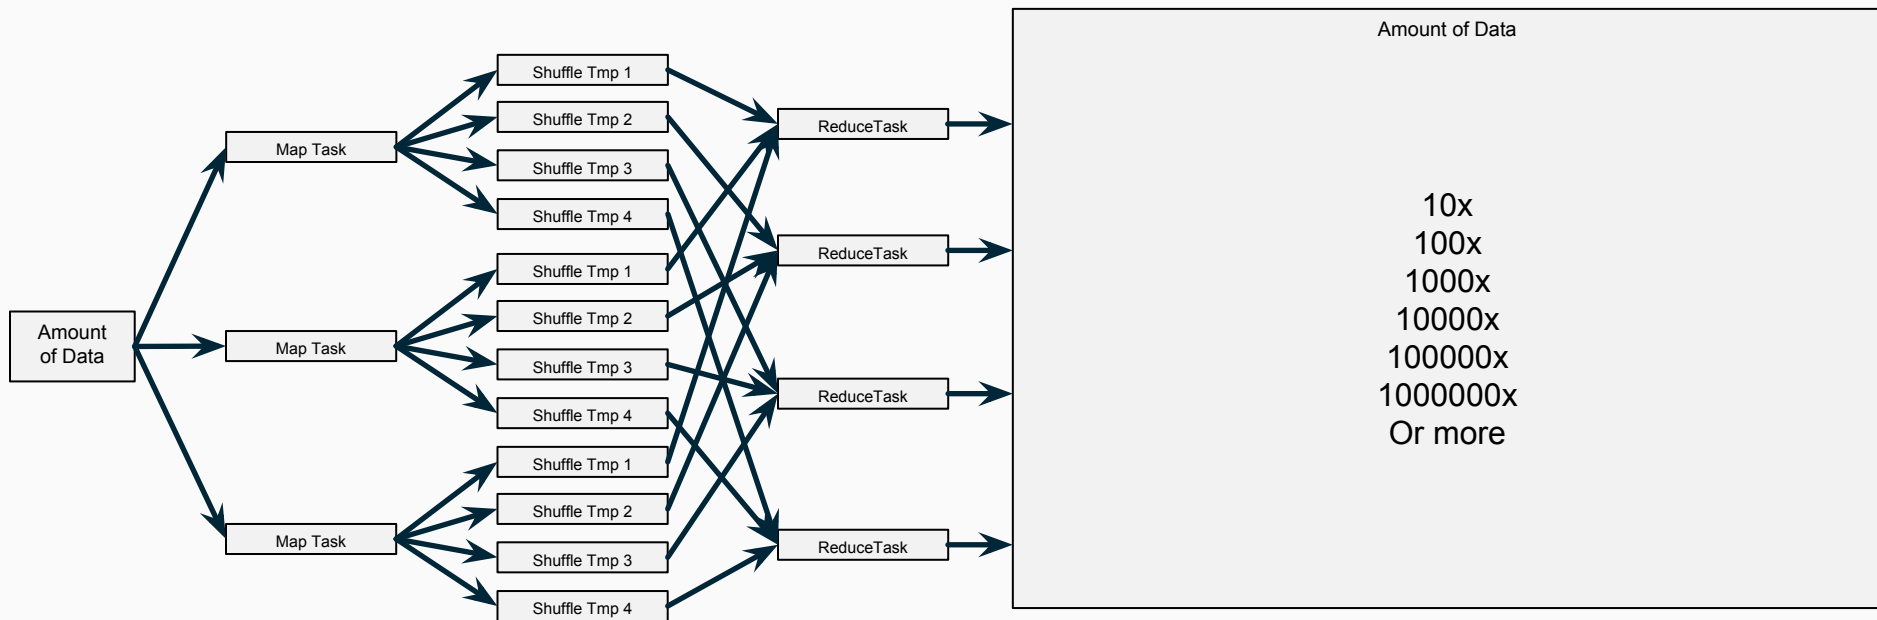 Amount
of Data
Map Task
Map Task
Map Task
Shuffle Tmp 1
Shuffle Tmp 2
Shuffle Tmp 3
Shuffle Tmp 4
Shuffle Tmp 1
Shuffle Tmp 2
Shuffle Tmp 3
Shuffle Tmp 4
Shuffle Tmp 1
Shuffle Tmp 2
Shuffle Tmp 3
Shuffle Tmp 4
ReduceTask
ReduceTask
ReduceTask
ReduceTask
Amount of Data
10x
100x
1000x
10000x
100000x
1000000x
Or more